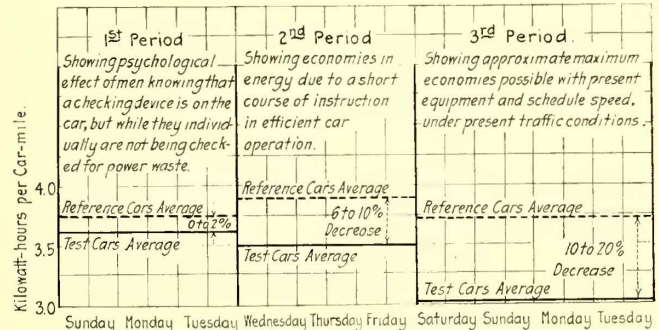 1st Period
Showing psychological
effect of men knowing that
a checking device is on the
car, but while they individ-
ually are not being check-
ed for power waste.
Reference Cars Average
0 to 2%
Test Cars Average
2nd Period
Showing economies in
energy due to a short
course of instruction
in efficient car
operation.
Reference Cars Average
6 to 10%
Decrease
Test Cars Average
3rd Period.
Showing approximate maximum
economies possible with present
equipment and schedule speed,
under present traffic conditions.
Reference Cars Average
10 to 20%
Decrease
Test Cars Average
Kilowatt-hours per Car-mile.
4.0
3.5
3.0
Sunday Monday Tuesday Wednesday Thursday Friday Saturday Sunday Monday Tuesday